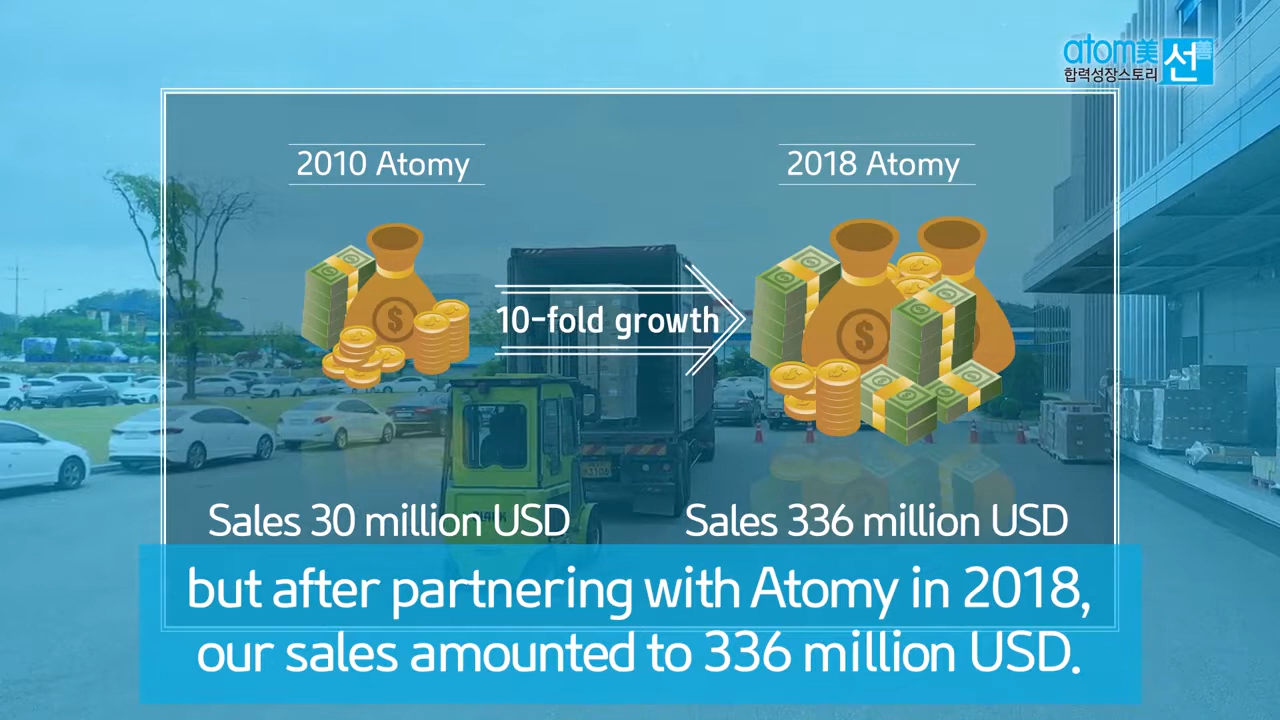 atom美 선 善
합력성장스토리
2010 Atomy
2018 Atomy
10-fold growth
Sales 30 million USD
Sales 336 million USD
but after partnering with Atomy in 2018,
our sales amounted to 336 million USD.